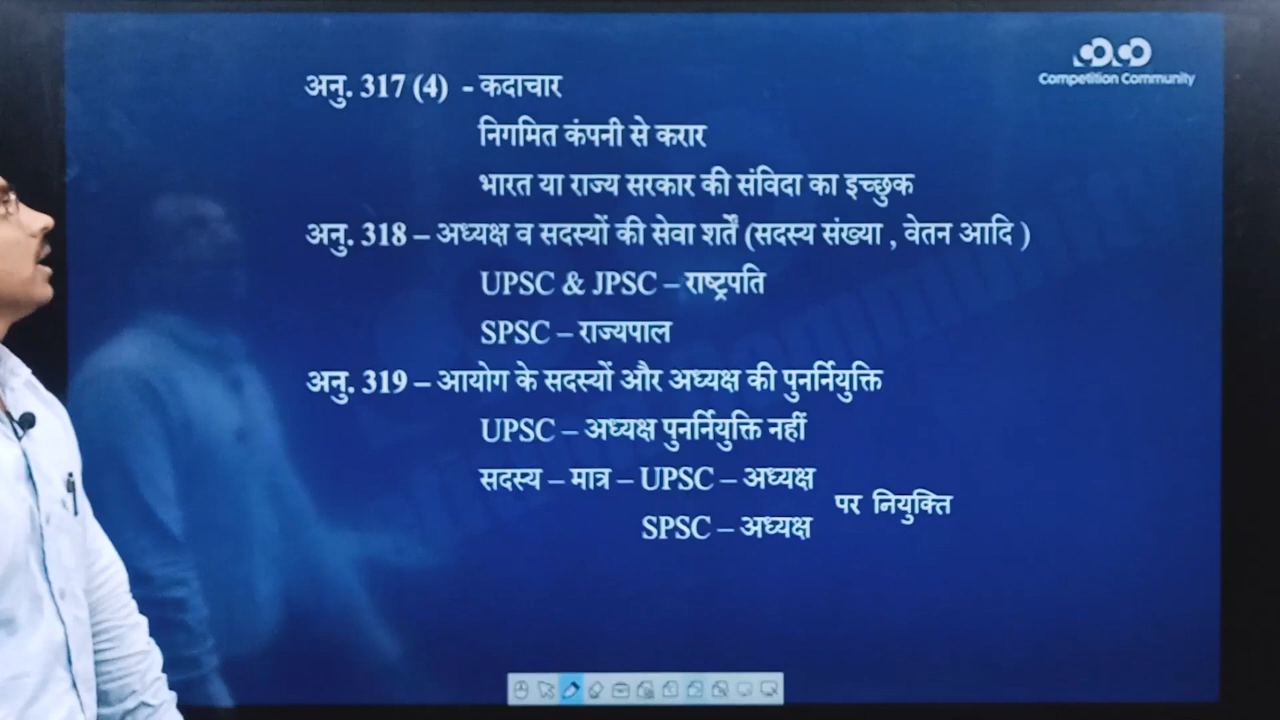 Competition Community
अनु. 317 (4) - कदाचार
निगमित कंपनी से करार
भारत या राज्य सरकार की संविदा का इच्छुक
अनु. 318 – अध्यक्ष व सदस्यों की सेवा शर्तें (सदस्य संख्या , वेतन आदि )
UPSC & JPSC – राष्ट्रपति
SPSC – राज्यपाल
अनु. 319 – आयोग के सदस्यों और अध्यक्ष की पुनर्नियुक्ति
UPSC – अध्यक्ष पुनर्नियुक्ति नहीं
सदस्य – मात्र – UPSC – अध्यक्ष
पर नियुक्ति
SPSC – अध्यक्ष